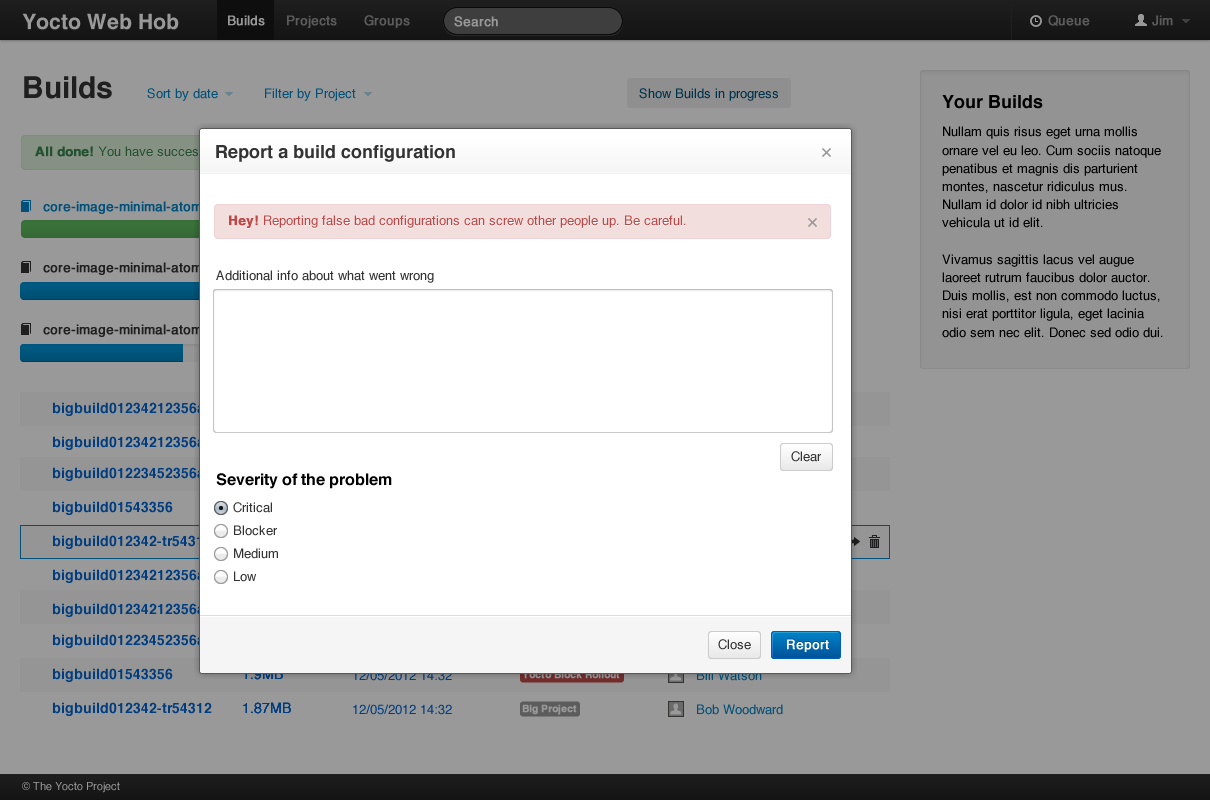 Yocto Web Hob Builds Projects Groups Search Queue Jim
Builds Sort by date Filter by Project Show Builds in progress
Your Builds
Nullam quis risus eget urna mollis
ornare vel eu leo. Cum sociis natoque
penatibus et magnis dis parturient
montes, nascetur ridiculus mus.
Nullam id dolor id nibh ultricies
vehicula ut id elit.
Vivamus sagittis lacus vel augue
laoreet rutrum faucibus dolor auctor.
Duis mollis, est non commodo luctus,
nisi erat porttitor ligula, eget lacinia
odio sem nec elit. Donec sed odio dui.
All done! You have succes
core-image-minimal-atom
core-image-minimal-atom
core-image-minimal-atom
Report a build configuration ×
Hey! Reporting false bad configurations can screw other people up. Be careful. ×
Additional info about what went wrong
Clear
Severity of the problem
Critical
Blocker
Medium
Low
Close Report
bigbuild01234212356a
bigbuild01234212356a
bigbuild01223452356a
bigbuild01543356
bigbuild012342-tr5431
bigbuild01234212356a
bigbuild01234212356a
bigbuild01223452356a
bigbuild01543356 1.9MB 12/05/2012 14:32 Yocto Block Rollout Bill Watson
bigbuild012342-tr54312 1.87MB 12/05/2012 14:32 Big Project Bob Woodward
© The Yocto Project